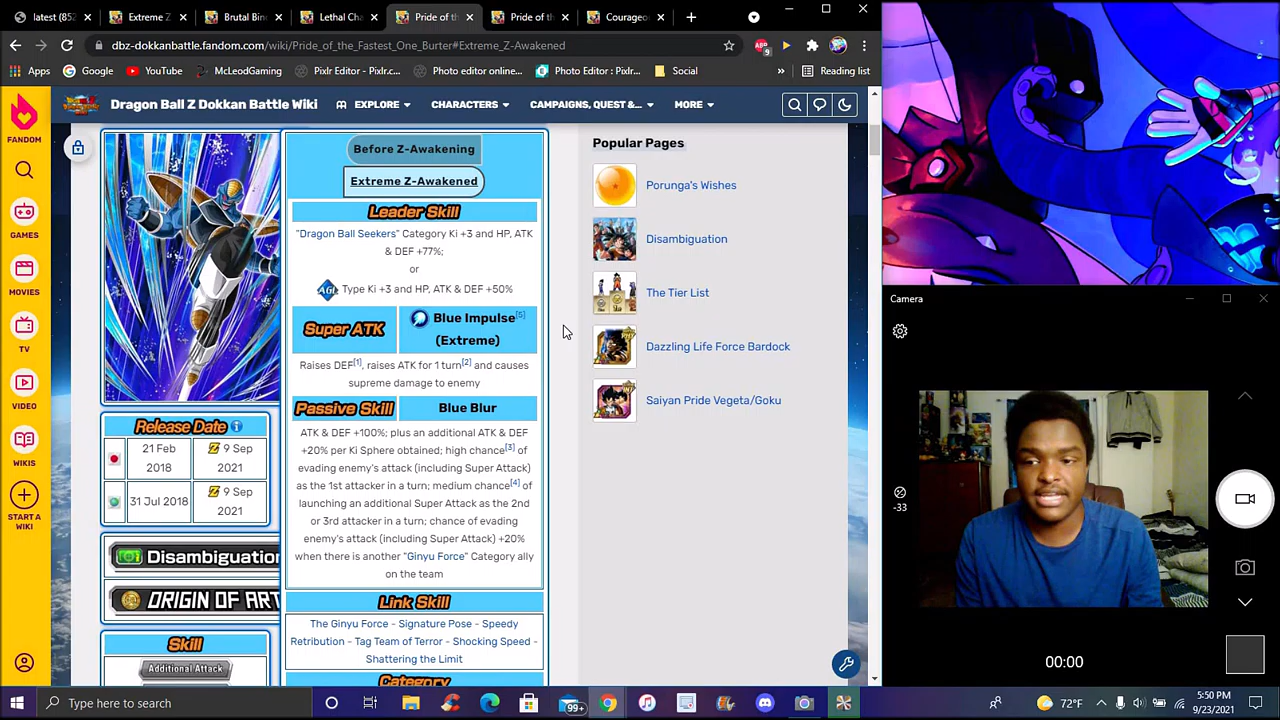 latest (852
Extreme Z
Brutal Bin
Lethal Cha
Pride of th
Pride of th
Courageou
dbz-dokkanbattle.fandom.com/wiki/Pride_of_the_Fastest_One_Burter#Extreme_Z-Awakened
9
Apps
Google
YouTube
McLeodGaming
Pixlr Editor - Pixlr.c...
Photo online editor...
Photo Editor : Pixlr...
Social
»
Reading list
FANDOM
GAMES
MOVIES
TV
VIDEO
WIKIS
START A
WIKI
Dragon Ball Z Dokkan Battle Wiki
EXPLORE
CHARACTERS
CAMPAIGNS, QUEST &...
MORE
Release Date
21 Feb
2018
9 Sep
2021
31 Jul 2018
9 Sep
2021
Disambiguation
ORIGIN OF ART
Skill
Additional Attack
Before Z-Awakening
Extreme Z-Awakened
Leader Skill
"Dragon Ball Seekers" Category Ki +3 and HP, ATK
& DEF +77%;
or
AGL Type Ki +3 and HP, ATK & DEF +50%
Super ATK
Blue Impulse[5]
(Extreme)
Raises DEF[1], raises ATK for 1 turn[2] and causes
supreme damage to enemy
Passive Skill
Blue Blur
ATK & DEF +100%; plus an additional ATK & DEF
+20% per Ki Sphere obtained; high chance[3] of
evading enemy's attack (including Super Attack)
as the 1st attacker in a turn; medium chance[4] of
launching an additional Super Attack as the 2nd
or 3rd attacker in a turn; chance of evading
enemy's attack (including Super Attack) +20%
when there is another "Ginyu Force" Category ally
on the team
Link Skill
The Ginyu Force - Signature Pose - Speedy
Retribution - Tag Team of Terror - Shocking Speed -
Shattering the Limit
Category
Popular Pages
Porunga's Wishes
Disambiguation
The Tier List
Dazzling Life Force Bardock
Saiyan Pride Vegeta/Goku
Camera
-33
00:00
Type here to search
99+
72°F
5:50 PM
9/23/2021